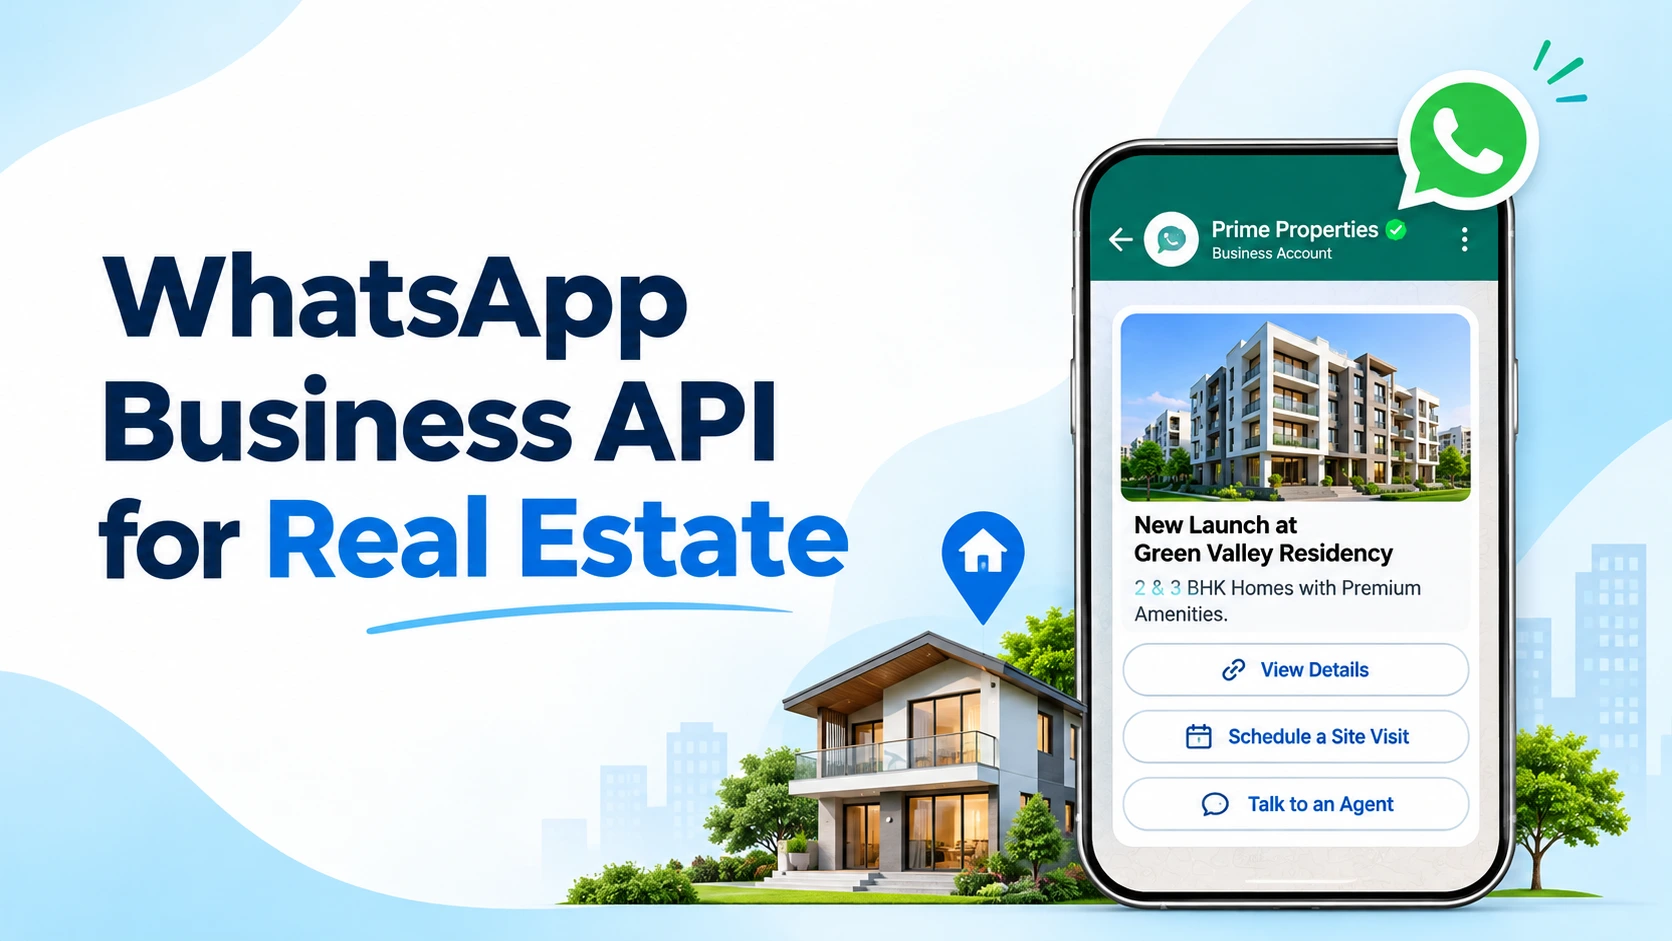 WhatsApp
Business API
for Real Estate
Prime Properties
Business Account
New Launch at
Green Valley Residency
2 & 3 BHK Homes with Premium
Amenities.
View Details
Schedule a Site Visit
Talk to an Agent